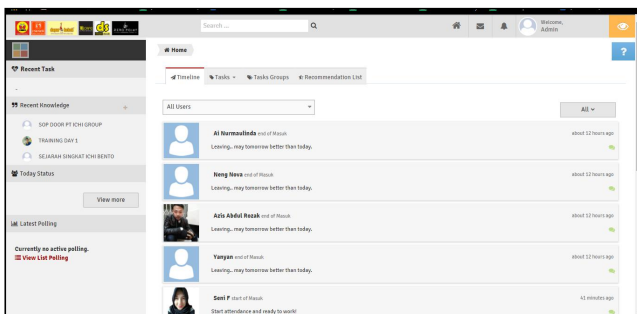 Search ...
Welcome,
Admin
Home
?
Recent Task
Timeline
Tasks
Tasks Groups
Recommendation List
-
Recent Knowledge
All Users
All
SOP DOOR PT ICHI GROUP
TRAINING DAY 1
SEJARAH SINGKAT ICHI BENTO
Today Status
View more
Latest Polling
Currently no active polling.
View List Polling
Ai Nurmaulinda end of Masuk
about 12 hours ago
Leaving.. may tomorrow better than today.
Neng Nova end of Masuk
about 12 hours ago
Leaving.. may tomorrow better than today.
Azis Abdul Rozak end of Masuk
about 12 hours ago
Leaving.. may tomorrow better than today.
Yanyan end of Masuk
about 12 hours ago
Leaving.. may tomorrow better than today.
Seni F start of Masuk
41 minutes ago
Start attendance and ready to work!